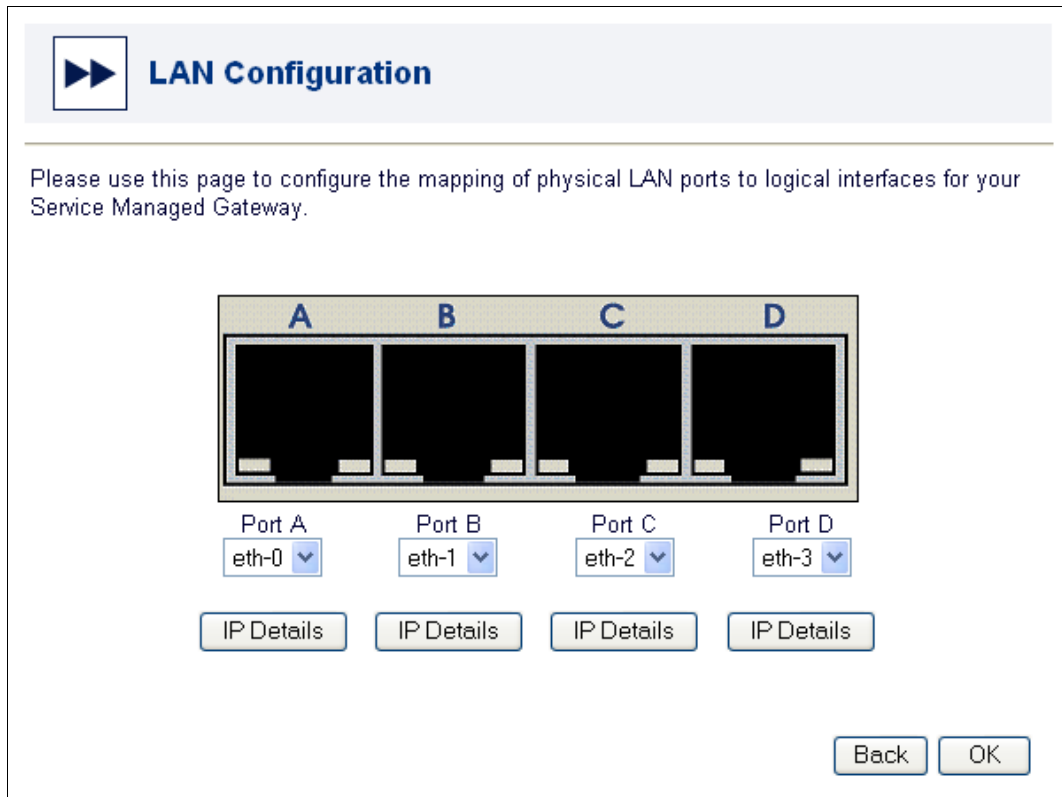 LAN Configuration
Please use this page to configure the mapping of physical LAN ports to logical interfaces for your
Service Managed Gateway.
A B C D
Port A Port B Port C Port D
eth-0 eth-1 eth-2 eth-3
IP Details IP Details IP Details IP Details
Back OK